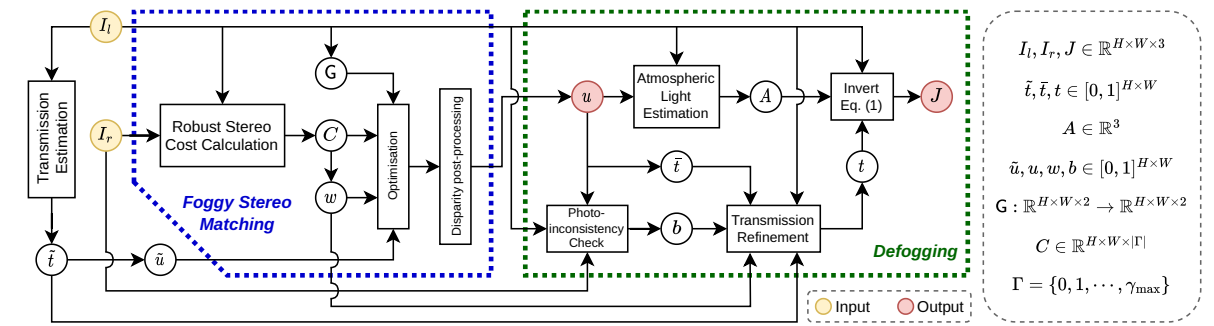 I_l
I_r
Transmission
Estimation
t̃
ũ
Robust Stereo
Cost Calculation
G
C
w
Optimisation
Disparity post-processing
Foggy Stereo
Matching
u
Atmospheric
Light
Estimation
A
Invert
Eq. (1)
J
t̄
t
Photo-
inconsistency
Check
b
Transmission
Refinement
Defogging
Input
Output
I_l, I_r, J ∈ ℝ^{H×W×3}
t̃, t̄, t ∈ [0, 1]^{H×W}
A ∈ ℝ^3
ũ, u, w, b ∈ [0, 1]^{H×W}
G : ℝ^{H×W×2} → ℝ^{H×W×2}
C ∈ ℝ^{H×W×|Γ|}
Γ = {0, 1, ⋯, γ_max}